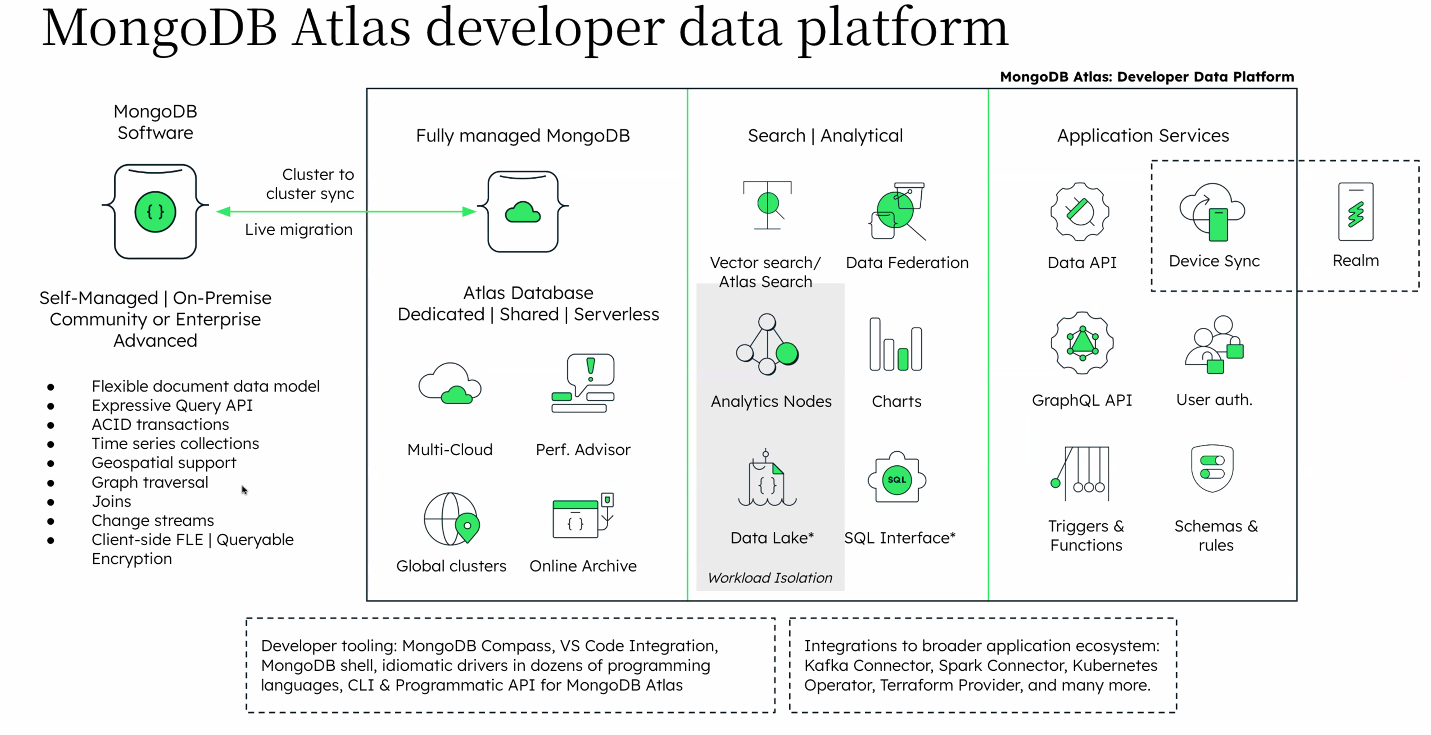 MongoDB Atlas developer data platform
MongoDB Atlas: Developer Data Platform
MongoDB
Software
{ }
Cluster to
cluster sync
Live migration
Self-Managed | On-Premise
Community or Enterprise
Advanced
● Flexible document data model
● Expressive Query API
● ACID transactions
● Time series collections
● Geospatial support
● Graph traversal
● Joins
● Change streams
● Client-side FLE | Queryable
Encryption
Fully managed MongoDB
Atlas Database
Dedicated | Shared | Serverless
!
Multi-Cloud
Perf. Advisor
{ }
Global clusters
Online Archive
Search | Analytical
Vector search/
Atlas Search
Data Federation
Analytics Nodes
Charts
{ }
SQL
Data Lake*
SQL Interface*
Workload Isolation
Application Services
Data API
Device Sync
Realm
GraphQL API
User auth.
Triggers &
Functions
Schemas &
rules
Developer tooling: MongoDB Compass, VS Code Integration,
MongoDB shell, idiomatic drivers in dozens of programming
languages, CLI & Programmatic API for MongoDB Atlas
Integrations to broader application ecosystem:
Kafka Connector, Spark Connector, Kubernetes
Operator, Terraform Provider, and many more.